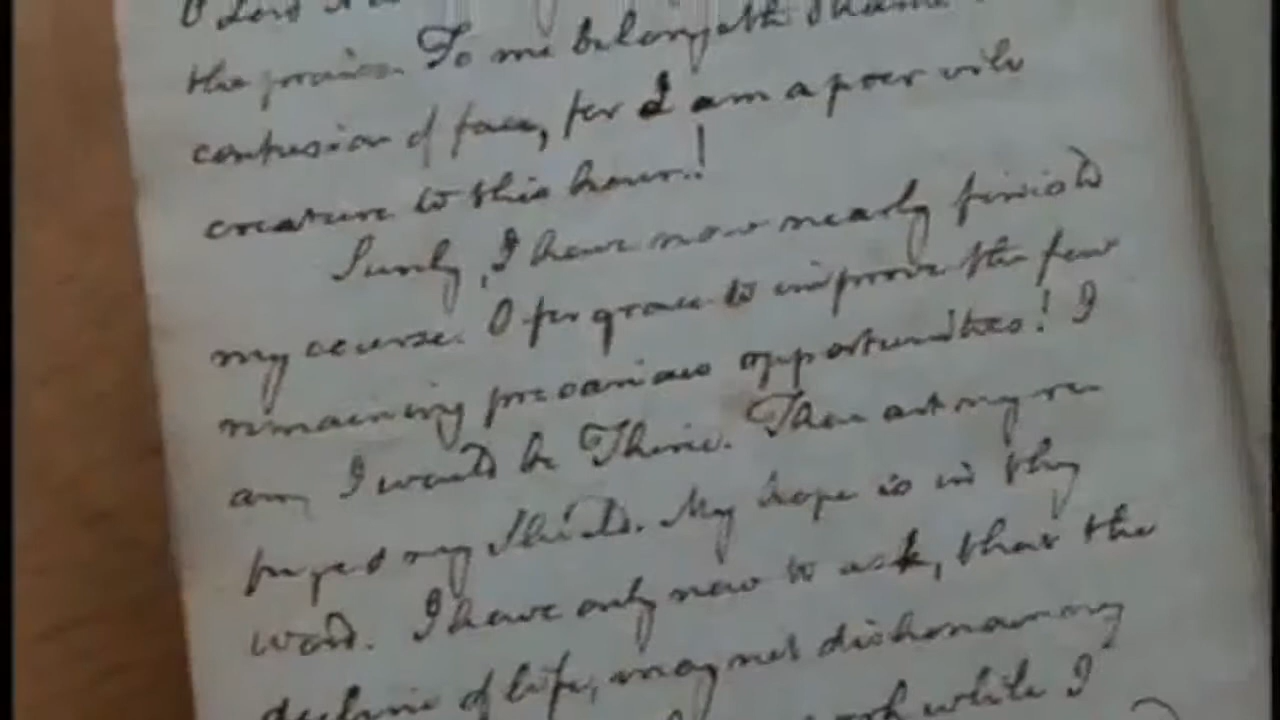 O Lord
the praise. To me belongeth shame &
confusion of face, for I am a poor vile
creature to this hour!
Surely, I have now nearly finish'd
my course. O for grace to improve the few
remaining precarious opportunities! I
am, I would be Thine. Thou art my re
fuge & my Shield. My hope is in thy
word. I have only now to ask, that the
decline of life, may not dishonour my
while I